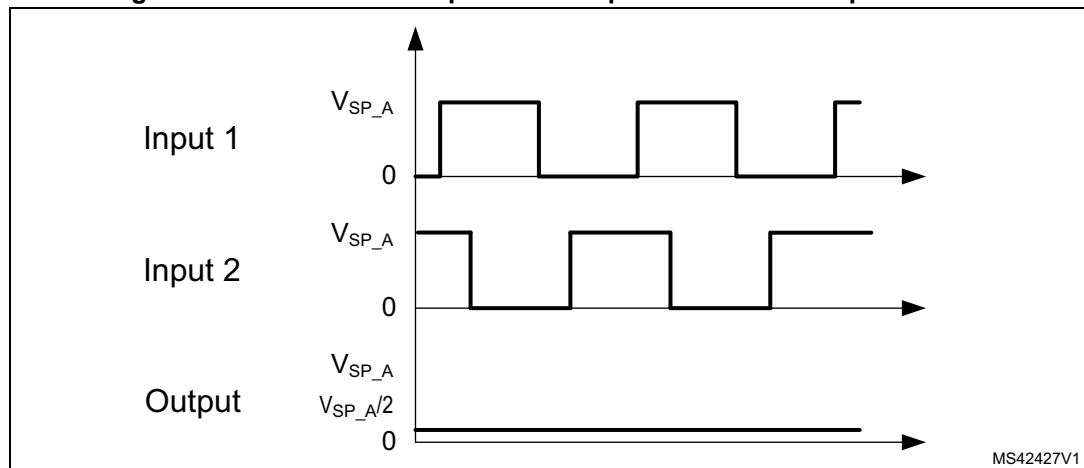 V_SP_A
Input 1
0
V_SP_A
Input 2
0
V_SP_A
Output
V_SP_A/2
0
MS42427V1